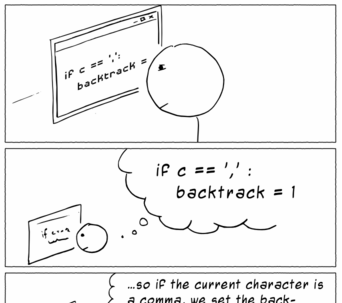 if c == ',':
backtrack =
if c == ',' :
backtrack = 1
...so if the current character is
a comma, we set the back-